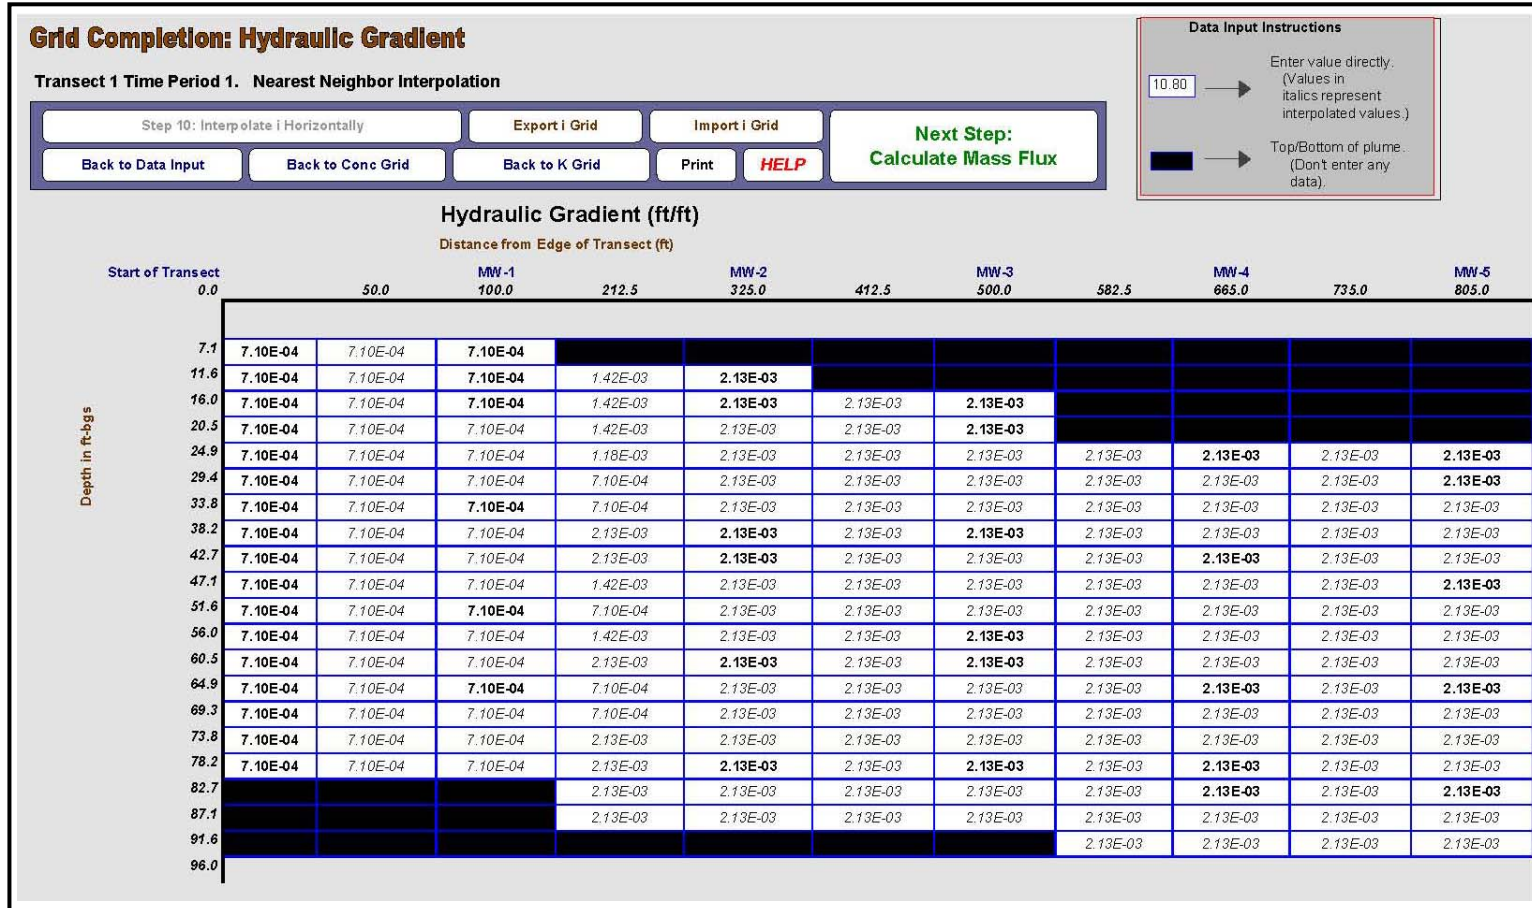 Grid Completion: Hydraulic Gradient
Transect 1 Time Period 1. Nearest Neighbor Interpolation
Step 10: Interpolate i Horizontally Export i Grid Import i Grid
Back to Data Input Back to Conc Grid Back to K Grid Print HELP
Next Step:
Calculate Mass Flux
Data Input Instructions
10.80
Enter value directly.
(Values in
italics represent
interpolated values.)
Top/Bottom of plume.
(Don't enter any
data).
Hydraulic Gradient (ft/ft)
Distance from Edge of Transect (ft)
Start of Transect MW-1 MW-2 MW-3 MW-4 MW-5
0.0 50.0 100.0 212.5 325.0 412.5 500.0 582.5 665.0 735.0 805.0
Depth in ft-bgs
7.1 7.10E-04 7.10E-04 7.10E-04
11.6 7.10E-04 7.10E-04 7.10E-04 1.42E-03 2.13E-03
16.0 7.10E-04 7.10E-04 7.10E-04 1.42E-03 2.13E-03 2.13E-03 2.13E-03
20.5 7.10E-04 7.10E-04 7.10E-04 1.42E-03 2.13E-03 2.13E-03 2.13E-03
24.9 7.10E-04 7.10E-04 7.10E-04 1.18E-03 2.13E-03 2.13E-03 2.13E-03 2.13E-03 2.13E-03 2.13E-03 2.13E-03
29.4 7.10E-04 7.10E-04 7.10E-04 7.10E-04 2.13E-03 2.13E-03 2.13E-03 2.13E-03 2.13E-03 2.13E-03 2.13E-03
33.8 7.10E-04 7.10E-04 7.10E-04 7.10E-04 2.13E-03 2.13E-03 2.13E-03 2.13E-03 2.13E-03 2.13E-03 2.13E-03
38.2 7.10E-04 7.10E-04 7.10E-04 2.13E-03 2.13E-03 2.13E-03 2.13E-03 2.13E-03 2.13E-03 2.13E-03 2.13E-03
42.7 7.10E-04 7.10E-04 7.10E-04 2.13E-03 2.13E-03 2.13E-03 2.13E-03 2.13E-03 2.13E-03 2.13E-03 2.13E-03
47.1 7.10E-04 7.10E-04 7.10E-04 1.42E-03 2.13E-03 2.13E-03 2.13E-03 2.13E-03 2.13E-03 2.13E-03 2.13E-03
51.6 7.10E-04 7.10E-04 7.10E-04 7.10E-04 2.13E-03 2.13E-03 2.13E-03 2.13E-03 2.13E-03 2.13E-03 2.13E-03
56.0 7.10E-04 7.10E-04 7.10E-04 1.42E-03 2.13E-03 2.13E-03 2.13E-03 2.13E-03 2.13E-03 2.13E-03 2.13E-03
60.5 7.10E-04 7.10E-04 7.10E-04 2.13E-03 2.13E-03 2.13E-03 2.13E-03 2.13E-03 2.13E-03 2.13E-03 2.13E-03
64.9 7.10E-04 7.10E-04 7.10E-04 7.10E-04 2.13E-03 2.13E-03 2.13E-03 2.13E-03 2.13E-03 2.13E-03 2.13E-03
69.3 7.10E-04 7.10E-04 7.10E-04 7.10E-04 2.13E-03 2.13E-03 2.13E-03 2.13E-03 2.13E-03 2.13E-03 2.13E-03
73.8 7.10E-04 7.10E-04 7.10E-04 2.13E-03 2.13E-03 2.13E-03 2.13E-03 2.13E-03 2.13E-03 2.13E-03 2.13E-03
78.2 7.10E-04 7.10E-04 7.10E-04 2.13E-03 2.13E-03 2.13E-03 2.13E-03 2.13E-03 2.13E-03 2.13E-03 2.13E-03
82.7 2.13E-03 2.13E-03 2.13E-03 2.13E-03 2.13E-03 2.13E-03 2.13E-03 2.13E-03
87.1 2.13E-03 2.13E-03 2.13E-03 2.13E-03 2.13E-03 2.13E-03 2.13E-03 2.13E-03
91.6 2.13E-03 2.13E-03 2.13E-03 2.13E-03
96.0